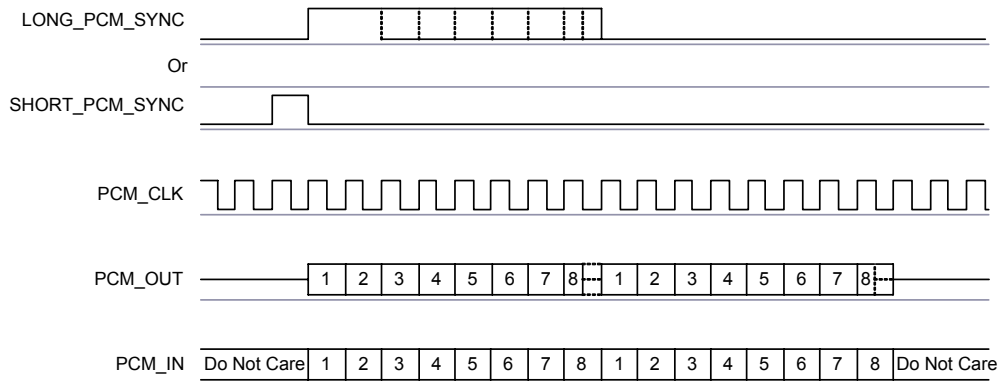 LONG_PCM_SYNC
Or
SHORT_PCM_SYNC
PCM_CLK
PCM_OUT 1 2 3 4 5 6 7 8 1 2 3 4 5 6 7 8
PCM_IN Do Not Care 1 2 3 4 5 6 7 8 1 2 3 4 5 6 7 8 Do Not Care